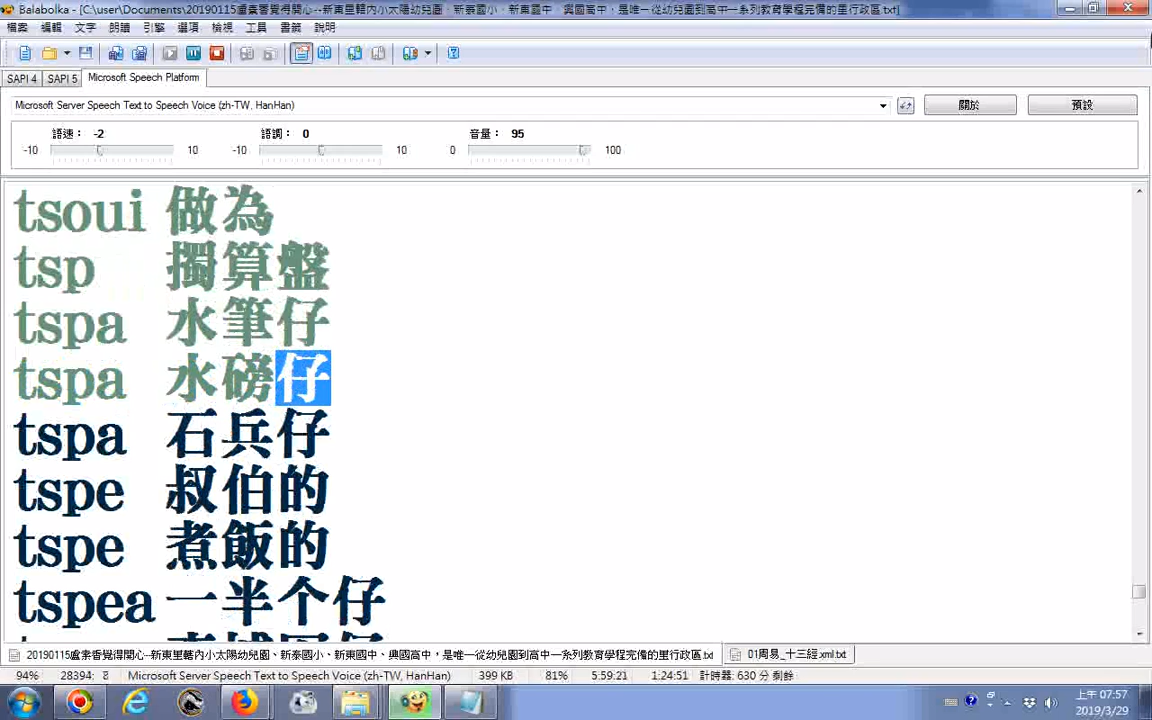 Balabolka - [C:\user\Documents\20190115盧素香覺得開心--新東里轄內小太陽幼兒園、新泰國小、新東國中、興國高中，是唯一從幼兒園到高中一系列教育學程完備的里行政區.txt]
檔案 編輯 文字 朗讀 引擎 選項 檢視 工具 書籤 說明
SAPI 4 SAPI 5 Microsoft Speech Platform
Microsoft Server Speech Text to Speech Voice (zh-TW, HanHan) 關於 預設
語速： -2 語調： 0 音量： 95
-10 10 -10 10 0 100
tsoui 做為
tsp 擉算盤
tspa 水筆仔
tspa 水磅仔
tspa 石兵仔
tspe 叔伯的
tspe 煮飯的
tspea 一半个仔
20190115盧素香覺得開心--新東里轄內小太陽幼兒園、新泰國小、新東國中、興國高中，是唯一從幼兒園到高中一系列教育學程完備的里行政區.txt 01周易_十三經.xml.txt
94% 28394: 8 Microsoft Server Speech Text to Speech Voice (zh-TW, HanHan) 399 KB 81% 5:59:21 1:24:51 計時器: 630 分 剩餘
上午 07:57
2019/3/29